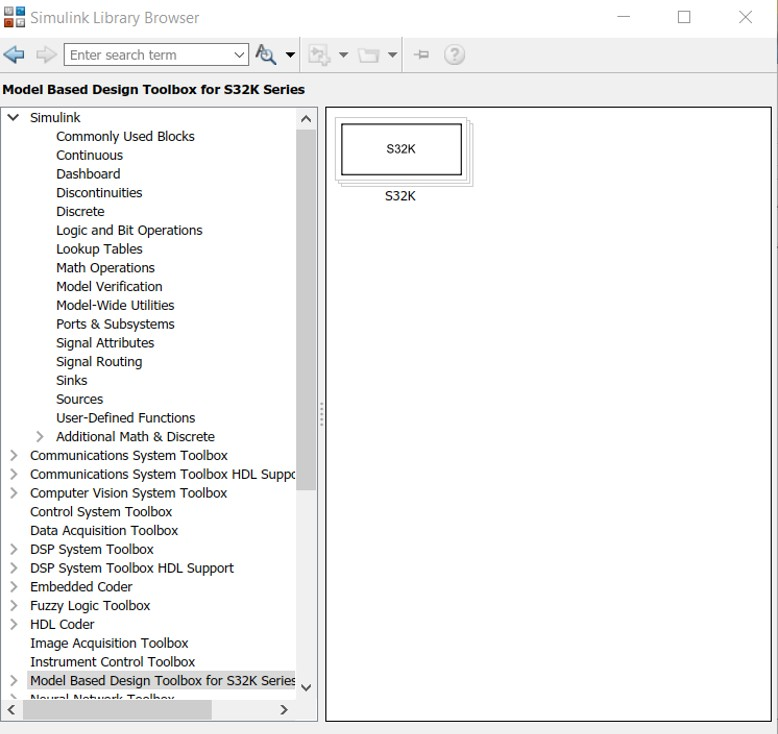 Simulink Library Browser
Enter search term
Model Based Design Toolbox for S32K Series
Simulink
Commonly Used Blocks
Continuous
Dashboard
Discontinuities
Discrete
Logic and Bit Operations
Lookup Tables
Math Operations
Model Verification
Model-Wide Utilities
Ports & Subsystems
Signal Attributes
Signal Routing
Sinks
Sources
User-Defined Functions
Additional Math & Discrete
Communications System Toolbox
Communications System Toolbox HDL Suppo
Computer Vision System Toolbox
Control System Toolbox
Data Acquisition Toolbox
DSP System Toolbox
DSP System Toolbox HDL Support
Embedded Coder
Fuzzy Logic Toolbox
HDL Coder
Image Acquisition Toolbox
Instrument Control Toolbox
Model Based Design Toolbox for S32K Series
Neural Network Toolbox
S32K
S32K